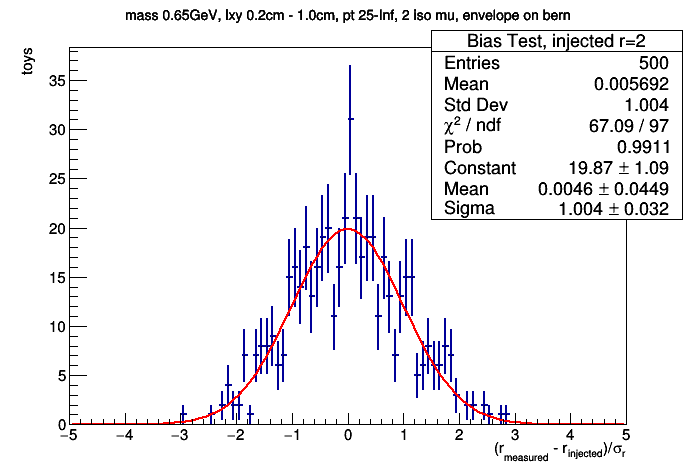 mass 0.65GeV, lxy 0.2cm - 1.0cm, pt 25-Inf, 2 iso mu, envelope on bern
Bias Test, injected r=2
Entries 500
Mean 0.005692
Std Dev 1.004
χ² / ndf 67.09 / 97
Prob 0.9911
Constant 19.87 ± 1.09
Mean 0.0046 ± 0.0449
Sigma 1.004 ± 0.032
toys
35
30
25
20
15
10
5
0
−5 −4 −3 −2 −1 0 1 2 3 4 5
(r_measured - r_injected)/σ_r